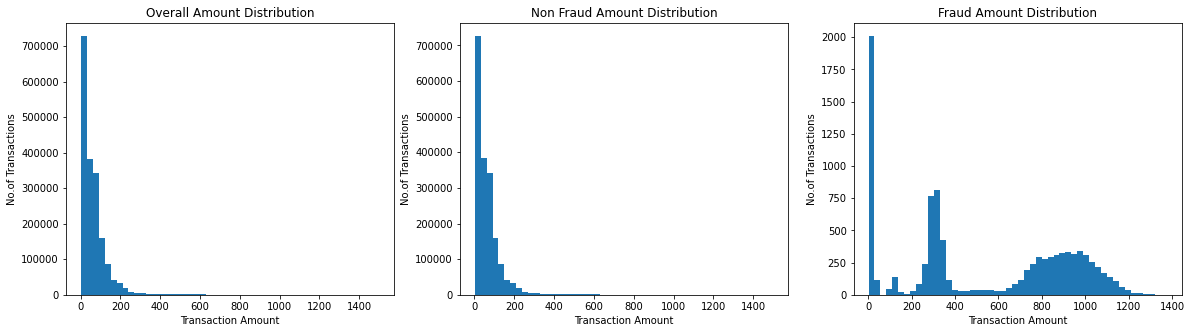 Overall Amount Distribution
No.of Transactions
700000
600000
500000
400000
300000
200000
100000
0
0 200 400 600 800 1000 1200 1400
Transaction Amount
Non Fraud Amount Distribution
No.of Transactions
700000
600000
500000
400000
300000
200000
100000
0
0 200 400 600 800 1000 1200 1400
Transaction Amount
Fraud Amount Distribution
No.of Transactions
2000
1750
1500
1250
1000
750
500
250
0
0 200 400 600 800 1000 1200 1400
Transaction Amount